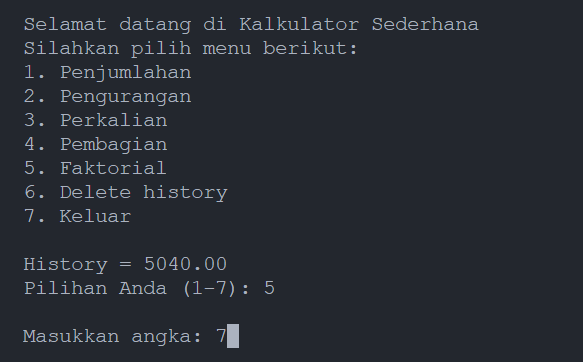 Selamat datang di Kalkulator Sederhana
Silahkan pilih menu berikut:
1. Penjumlahan
2. Pengurangan
3. Perkalian
4. Pembagian
5. Faktorial
6. Delete history
7. Keluar
History = 5040.00
Pilihan Anda (1-7): 5
Masukkan angka: 7